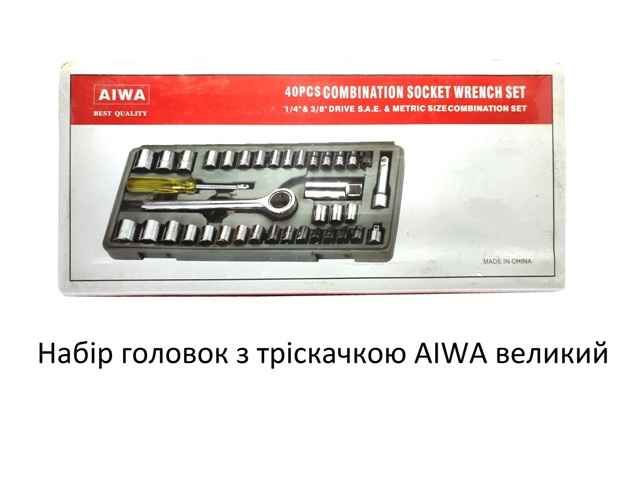 AIWA
BEST QUALITY
40PCS COMBINATION SOCKET WRENCH SET
1/4" & 3/8" DRIVE S.A.E. & METRIC SIZE COMBINATION SET
MADE IN CHINA
Набір головок з тріскачкою AIWA великий